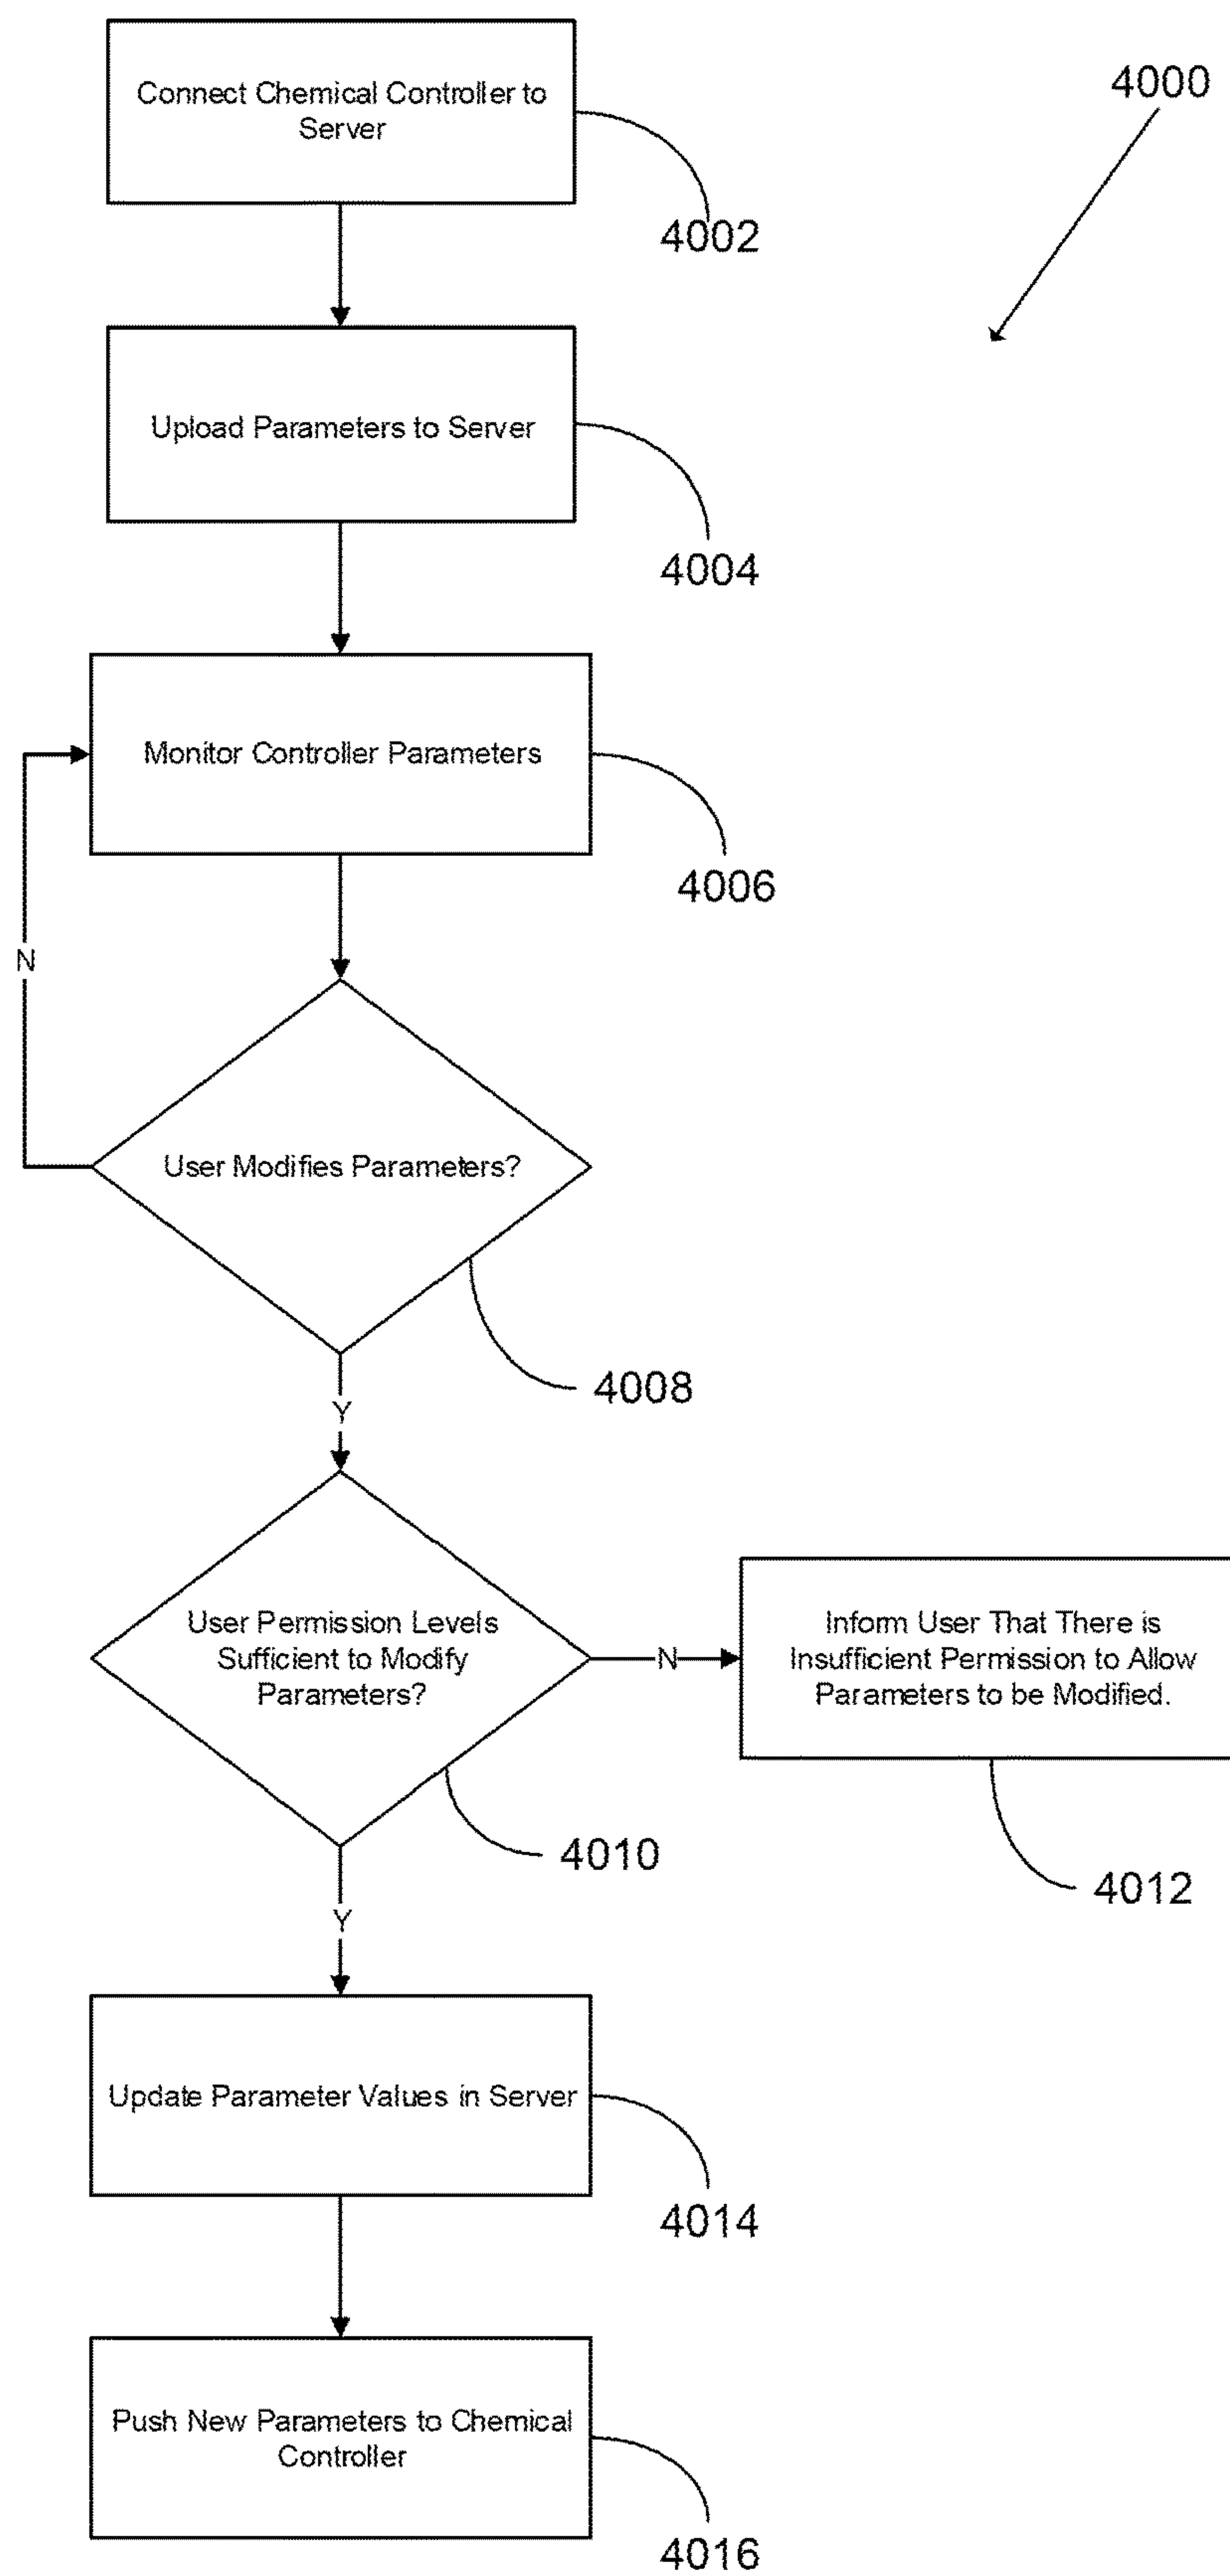 Connect Chemical Controller to
Server
4000
4002
Upload Parameters to Server
4004
Monitor Controller Parameters
4006
N
User Modifies Parameters?
4008
Y
User Permission Levels
Sufficient to Modify
Parameters?
N
Inform User That There is
Insufficient Permission to Allow
Parameters to be Modified.
4010
4012
Y
Update Parameter Values in Server
4014
Push New Parameters to Chemical
Controller
4016